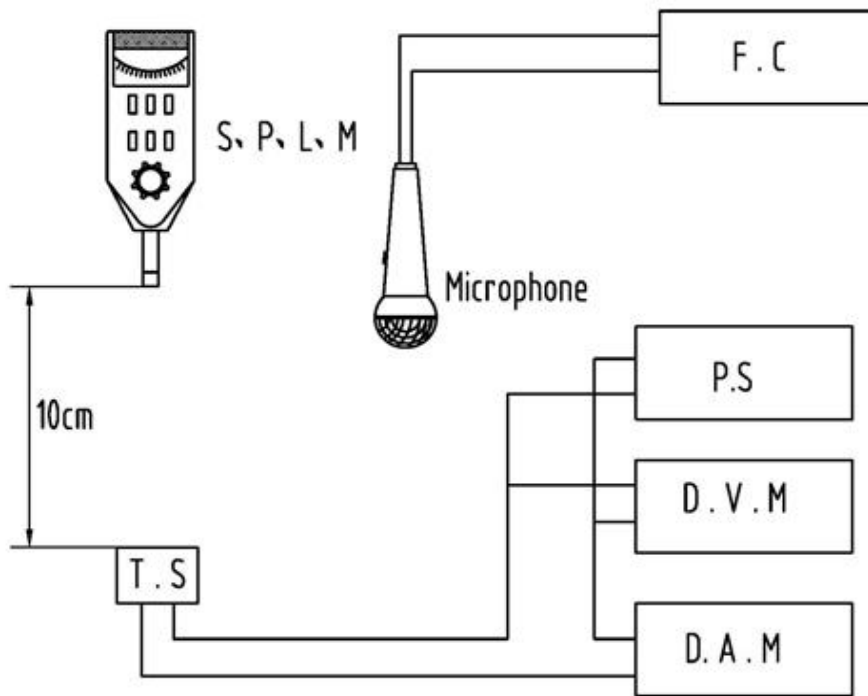 F.C
S、P、L、M
Microphone
P.S
10cm
D.V.M
T.S
D.A.M